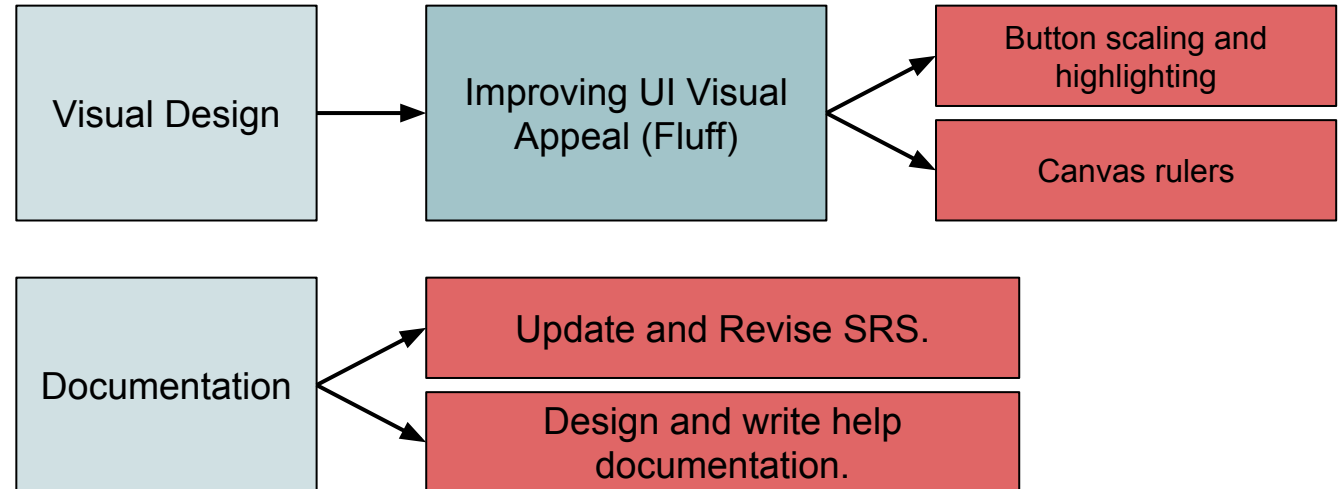 Visual Design
Improving UI Visual
Appeal (Fluff)
Button scaling and
highlighting
Canvas rulers
Documentation
Update and Revise SRS.
Design and write help
documentation.